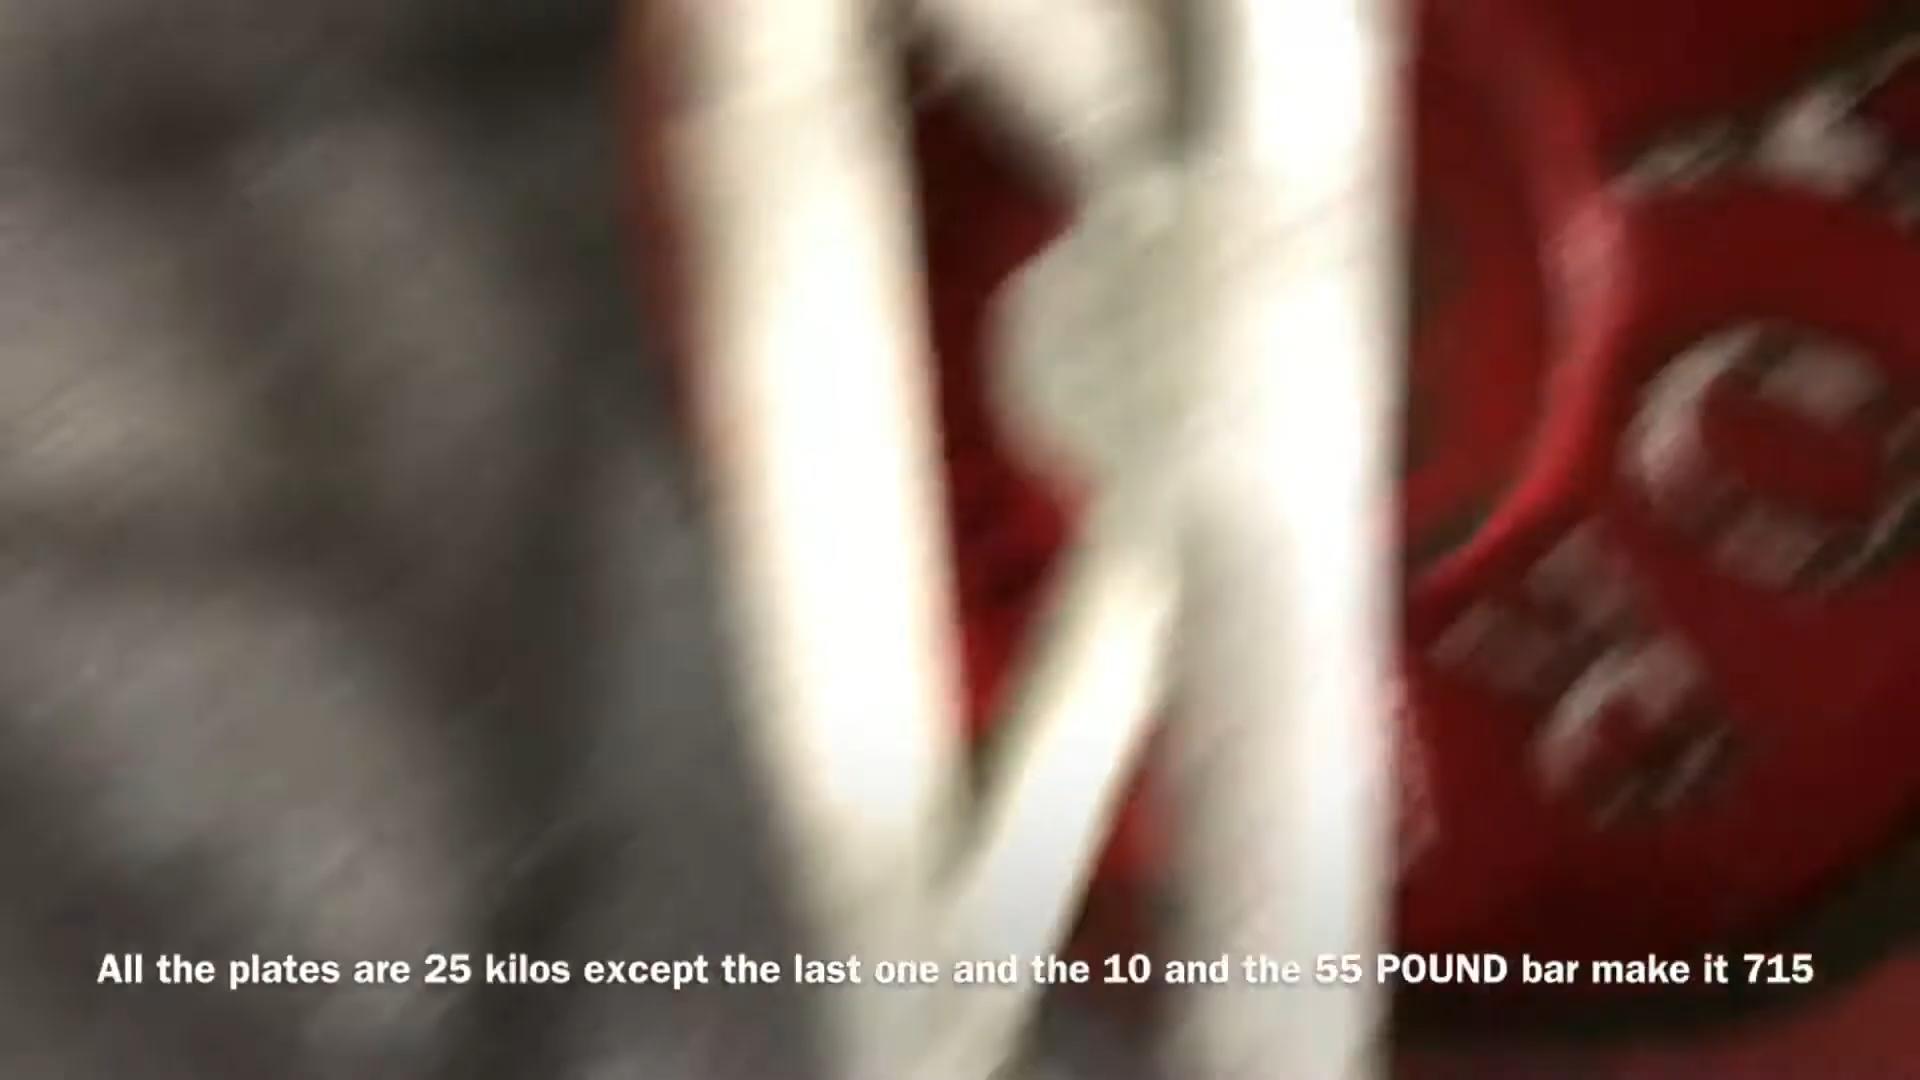 All the plates are 25 kilos except the last one and the 10 and the 55 POUND bar make it 715